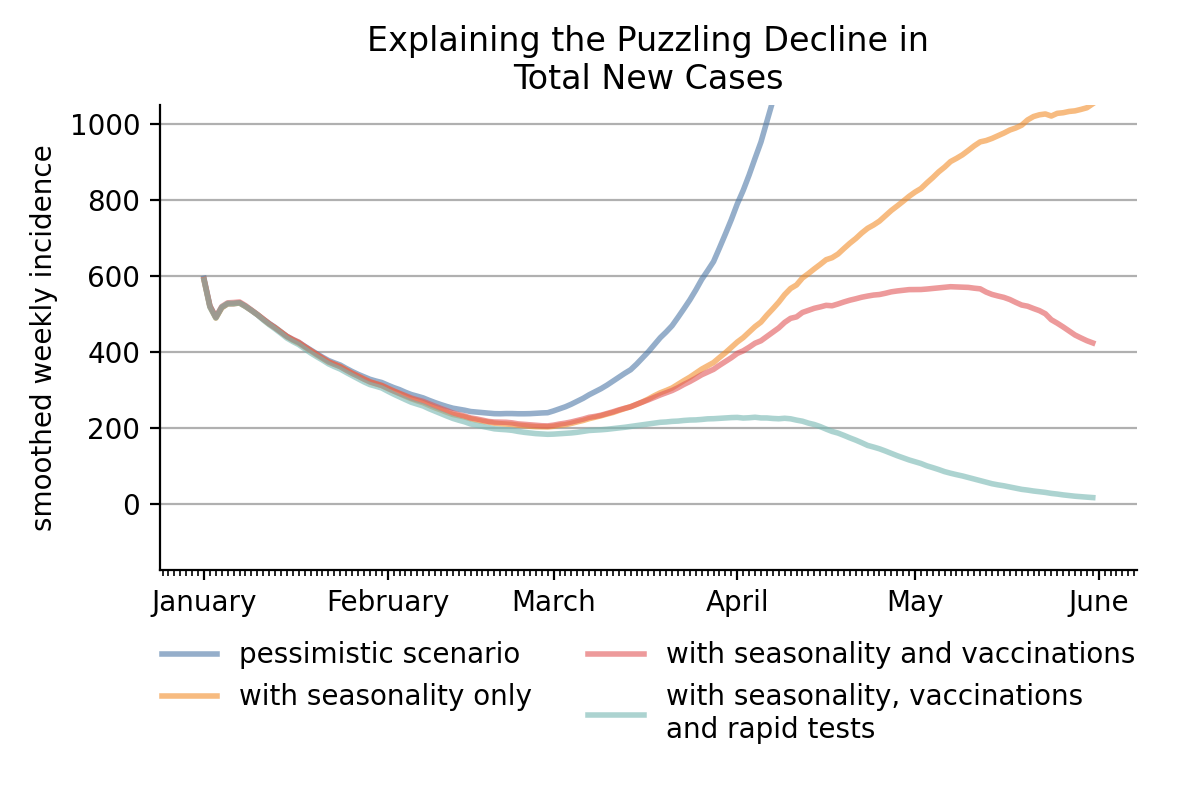 Explaining the Puzzling Decline in
Total New Cases
smoothed weekly incidence
1000
800
600
400
200
0
January
February
March
April
May
June
pessimistic scenario
with seasonality only
with seasonality and vaccinations
with seasonality, vaccinations
and rapid tests